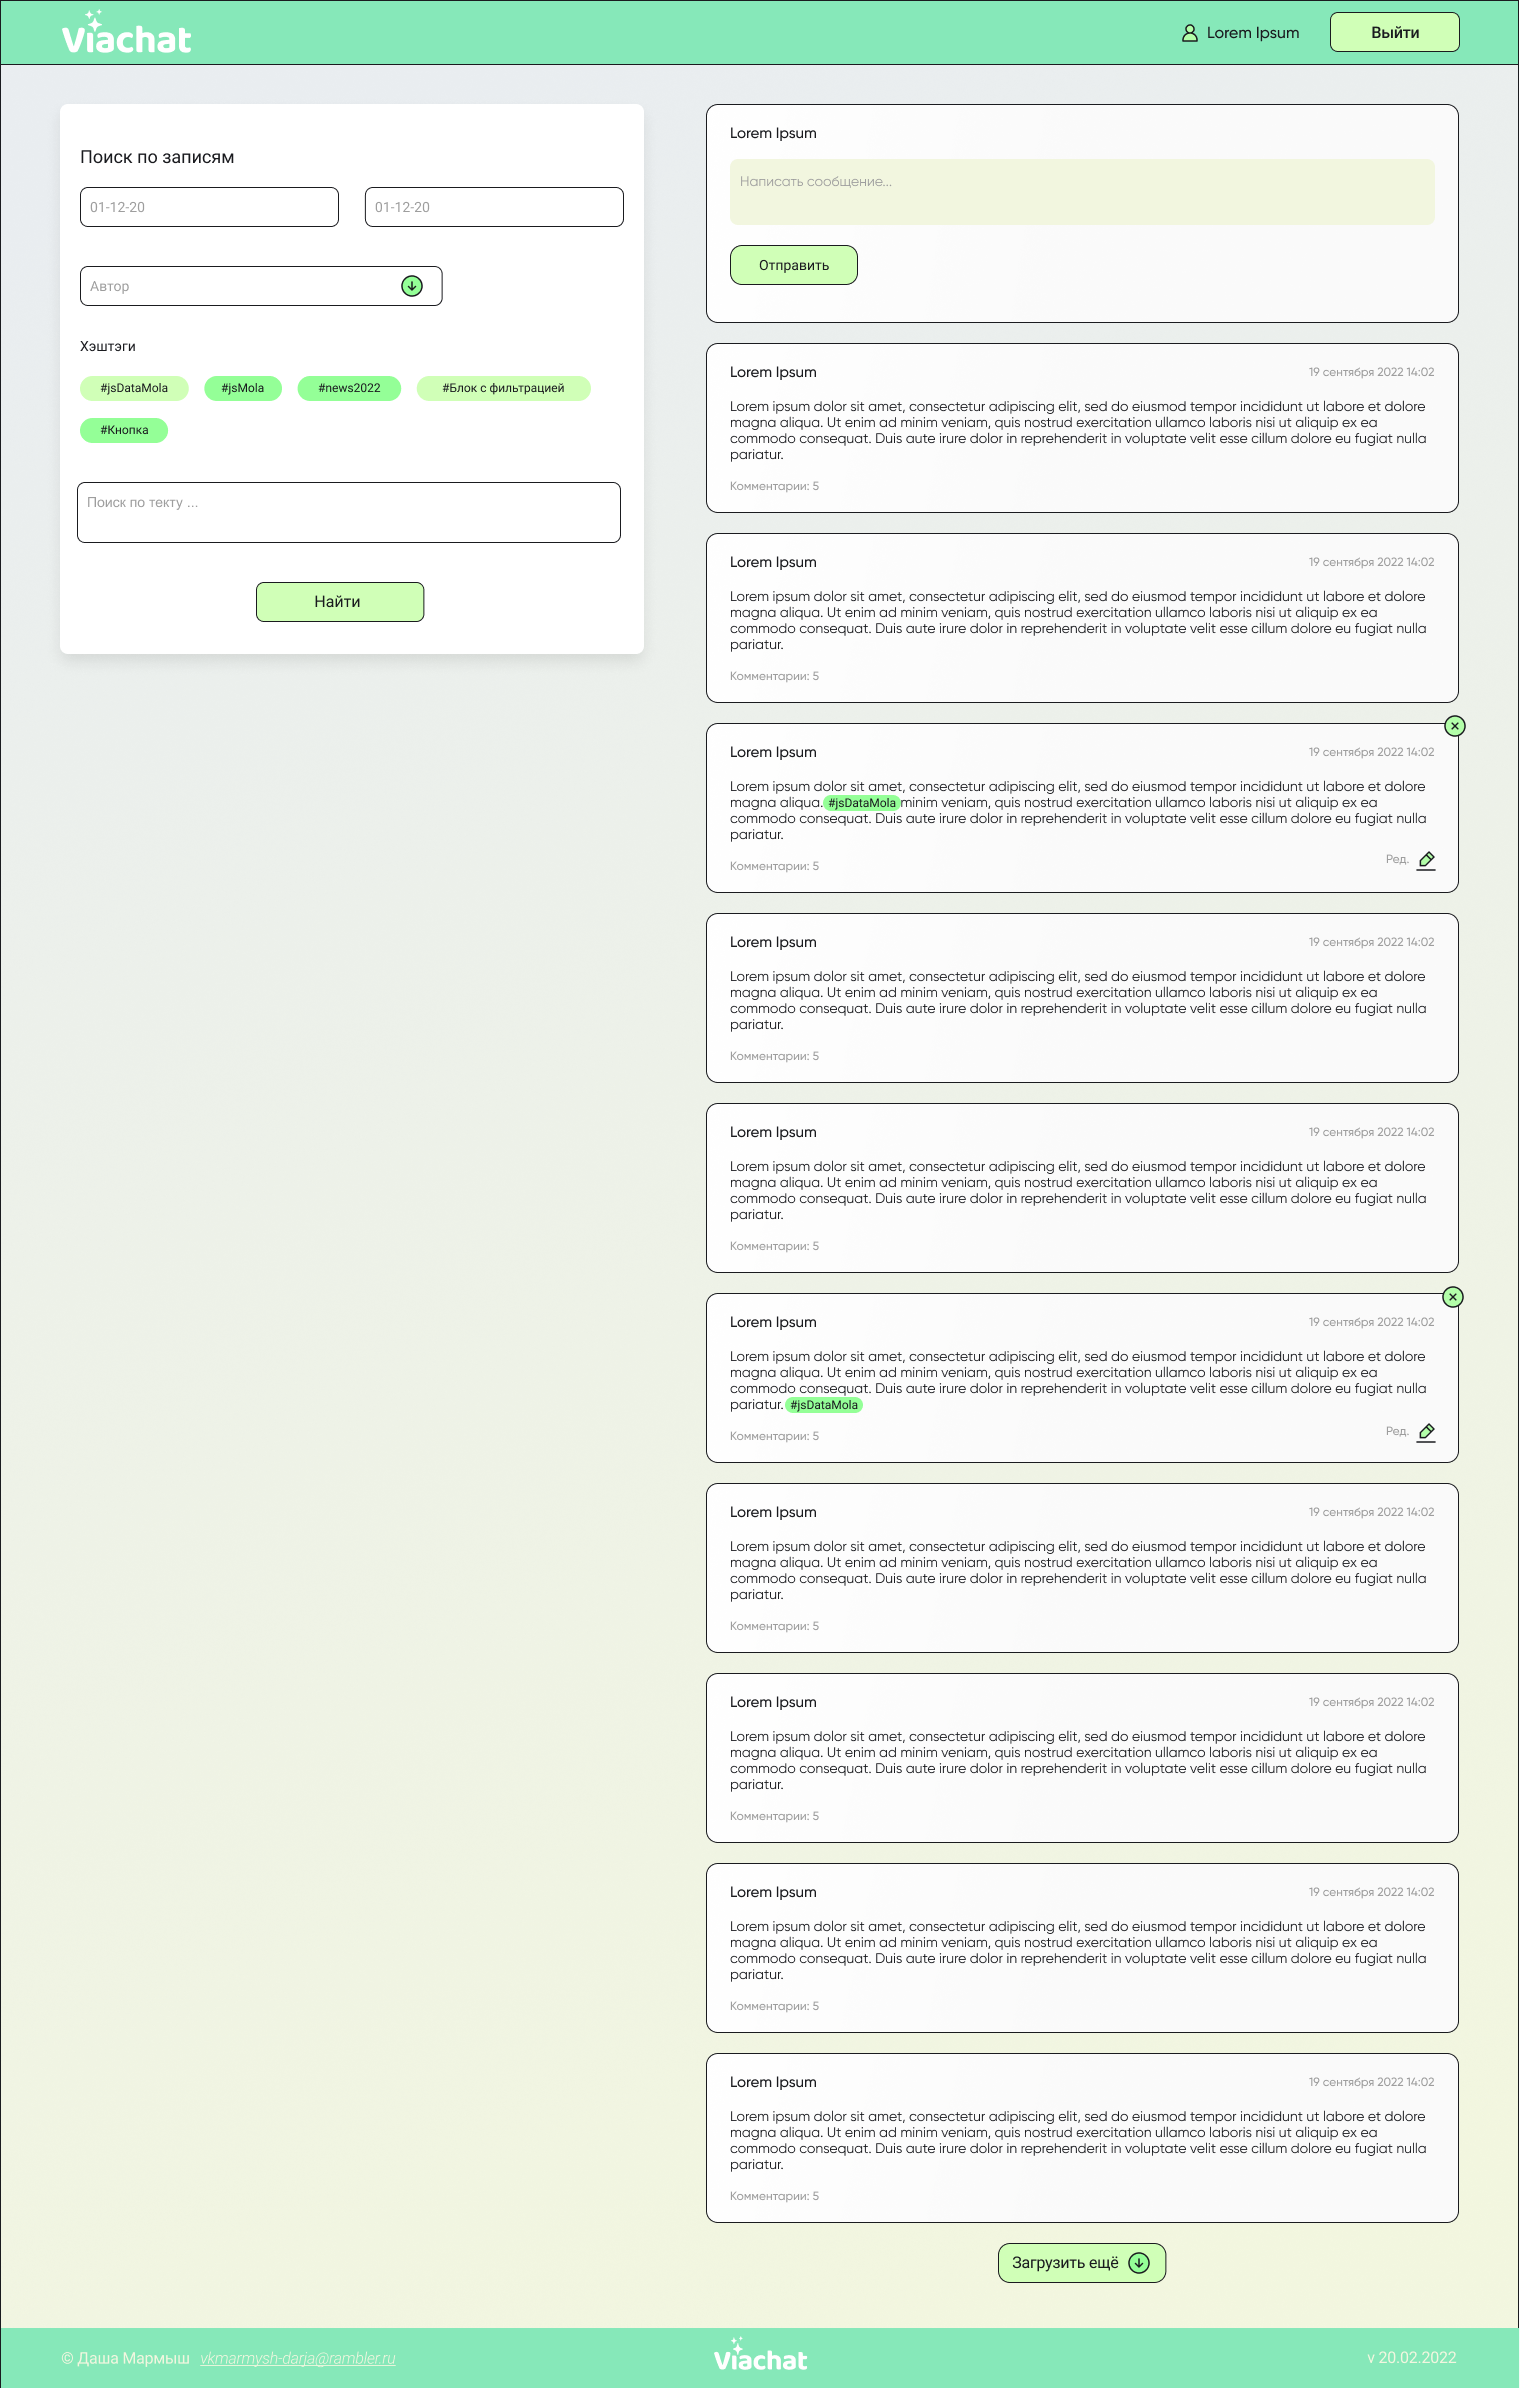 Viachat
Lorem Ipsum
Выйти
Поиск по записям
01-12-20
01-12-20
Автор
Хэштэги
#jsDataMola
#jsMola
#news2022
#Блок с фильтрацией
#Кнопка
Поиск по текту ...
Найти
Lorem Ipsum
Написать сообщение...
Отправить
Lorem Ipsum
19 сентября 2022 14:02
Lorem ipsum dolor sit amet, consectetur adipiscing elit, sed do eiusmod tempor incididunt ut labore et dolore
magna aliqua. Ut enim ad minim veniam, quis nostrud exercitation ullamco laboris nisi ut aliquip ex ea
commodo consequat. Duis aute irure dolor in reprehenderit in voluptate velit esse cillum dolore eu fugiat nulla
pariatur.
Комментарии: 5
Lorem Ipsum
19 сентября 2022 14:02
Lorem ipsum dolor sit amet, consectetur adipiscing elit, sed do eiusmod tempor incididunt ut labore et dolore
magna aliqua. Ut enim ad minim veniam, quis nostrud exercitation ullamco laboris nisi ut aliquip ex ea
commodo consequat. Duis aute irure dolor in reprehenderit in voluptate velit esse cillum dolore eu fugiat nulla
pariatur.
Комментарии: 5
Lorem Ipsum
19 сентября 2022 14:02
Lorem ipsum dolor sit amet, consectetur adipiscing elit, sed do eiusmod tempor incididunt ut labore et dolore
magna aliqua. #jsDataMola minim veniam, quis nostrud exercitation ullamco laboris nisi ut aliquip ex ea
commodo consequat. Duis aute irure dolor in reprehenderit in voluptate velit esse cillum dolore eu fugiat nulla
pariatur.
Комментарии: 5
Ред.
Lorem Ipsum
19 сентября 2022 14:02
Lorem ipsum dolor sit amet, consectetur adipiscing elit, sed do eiusmod tempor incididunt ut labore et dolore
magna aliqua. Ut enim ad minim veniam, quis nostrud exercitation ullamco laboris nisi ut aliquip ex ea
commodo consequat. Duis aute irure dolor in reprehenderit in voluptate velit esse cillum dolore eu fugiat nulla
pariatur.
Комментарии: 5
Lorem Ipsum
19 сентября 2022 14:02
Lorem ipsum dolor sit amet, consectetur adipiscing elit, sed do eiusmod tempor incididunt ut labore et dolore
magna aliqua. Ut enim ad minim veniam, quis nostrud exercitation ullamco laboris nisi ut aliquip ex ea
commodo consequat. Duis aute irure dolor in reprehenderit in voluptate velit esse cillum dolore eu fugiat nulla
pariatur.
Комментарии: 5
Lorem Ipsum
19 сентября 2022 14:02
Lorem ipsum dolor sit amet, consectetur adipiscing elit, sed do eiusmod tempor incididunt ut labore et dolore
magna aliqua. Ut enim ad minim veniam, quis nostrud exercitation ullamco laboris nisi ut aliquip ex ea
commodo consequat. Duis aute irure dolor in reprehenderit in voluptate velit esse cillum dolore eu fugiat nulla
pariatur. #jsDataMola
Комментарии: 5
Ред.
Lorem Ipsum
19 сентября 2022 14:02
Lorem ipsum dolor sit amet, consectetur adipiscing elit, sed do eiusmod tempor incididunt ut labore et dolore
magna aliqua. Ut enim ad minim veniam, quis nostrud exercitation ullamco laboris nisi ut aliquip ex ea
commodo consequat. Duis aute irure dolor in reprehenderit in voluptate velit esse cillum dolore eu fugiat nulla
pariatur.
Комментарии: 5
Lorem Ipsum
19 сентября 2022 14:02
Lorem ipsum dolor sit amet, consectetur adipiscing elit, sed do eiusmod tempor incididunt ut labore et dolore
magna aliqua. Ut enim ad minim veniam, quis nostrud exercitation ullamco laboris nisi ut aliquip ex ea
commodo consequat. Duis aute irure dolor in reprehenderit in voluptate velit esse cillum dolore eu fugiat nulla
pariatur.
Комментарии: 5
Lorem Ipsum
19 сентября 2022 14:02
Lorem ipsum dolor sit amet, consectetur adipiscing elit, sed do eiusmod tempor incididunt ut labore et dolore
magna aliqua. Ut enim ad minim veniam, quis nostrud exercitation ullamco laboris nisi ut aliquip ex ea
commodo consequat. Duis aute irure dolor in reprehenderit in voluptate velit esse cillum dolore eu fugiat nulla
pariatur.
Комментарии: 5
Lorem Ipsum
19 сентября 2022 14:02
Lorem ipsum dolor sit amet, consectetur adipiscing elit, sed do eiusmod tempor incididunt ut labore et dolore
magna aliqua. Ut enim ad minim veniam, quis nostrud exercitation ullamco laboris nisi ut aliquip ex ea
commodo consequat. Duis aute irure dolor in reprehenderit in voluptate velit esse cillum dolore eu fugiat nulla
pariatur.
Комментарии: 5
Загрузить ещё
© Даша Мармыш vkmarmysh-darja@rambler.ru
Viachat
v 20.02.2022